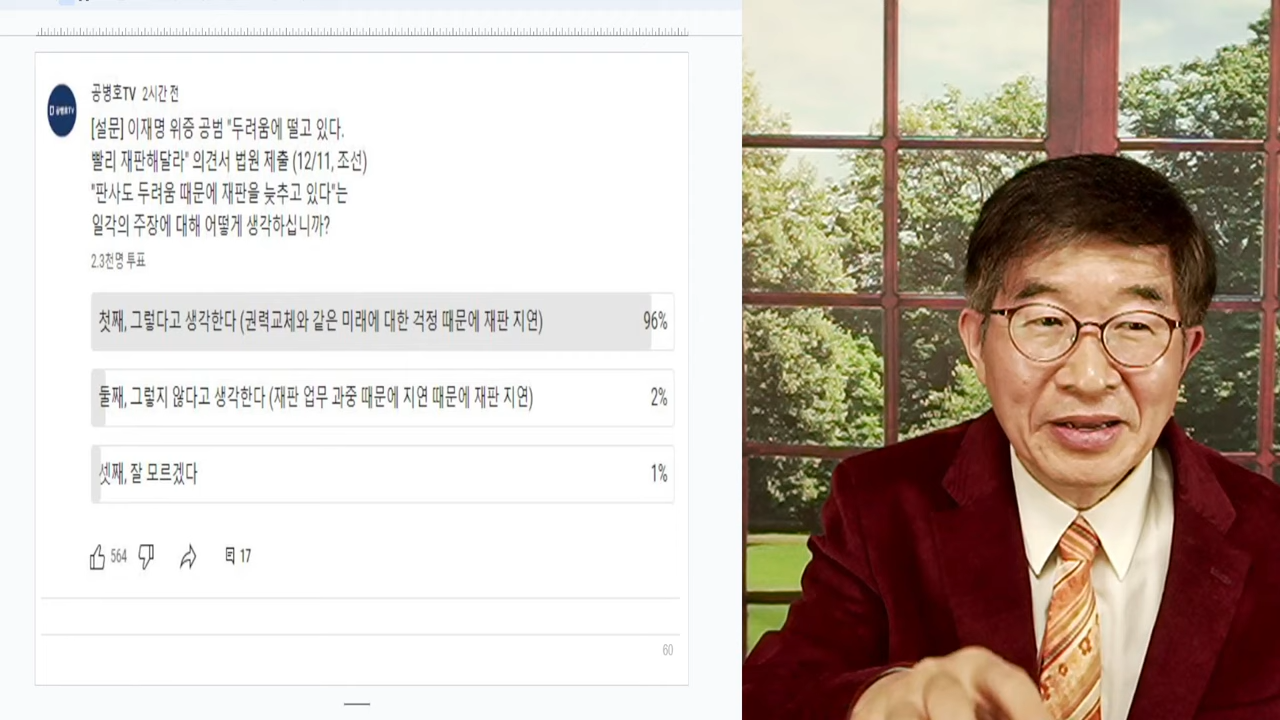 공병호TV
공병호TV 2시간 전
[설문] 이재명 위증 공범 "두려움에 떨고 있다.
빨리 재판해달라" 의견서 법원 제출 (12/11, 조선)
"판사도 두려움 때문에 재판을 늦추고 있다"는
일각의 주장에 대해 어떻게 생각하십니까?
2.3천명 투표
첫째, 그렇다고 생각한다 (권력교체와 같은 미래에 대한 걱정 때문에 재판 지연) 96%
둘째, 그렇지 않다고 생각한다 (재판 업무 과중 때문에 지연 때문에 재판 지연) 2%
셋째, 잘 모르겠다 1%
564 17
60